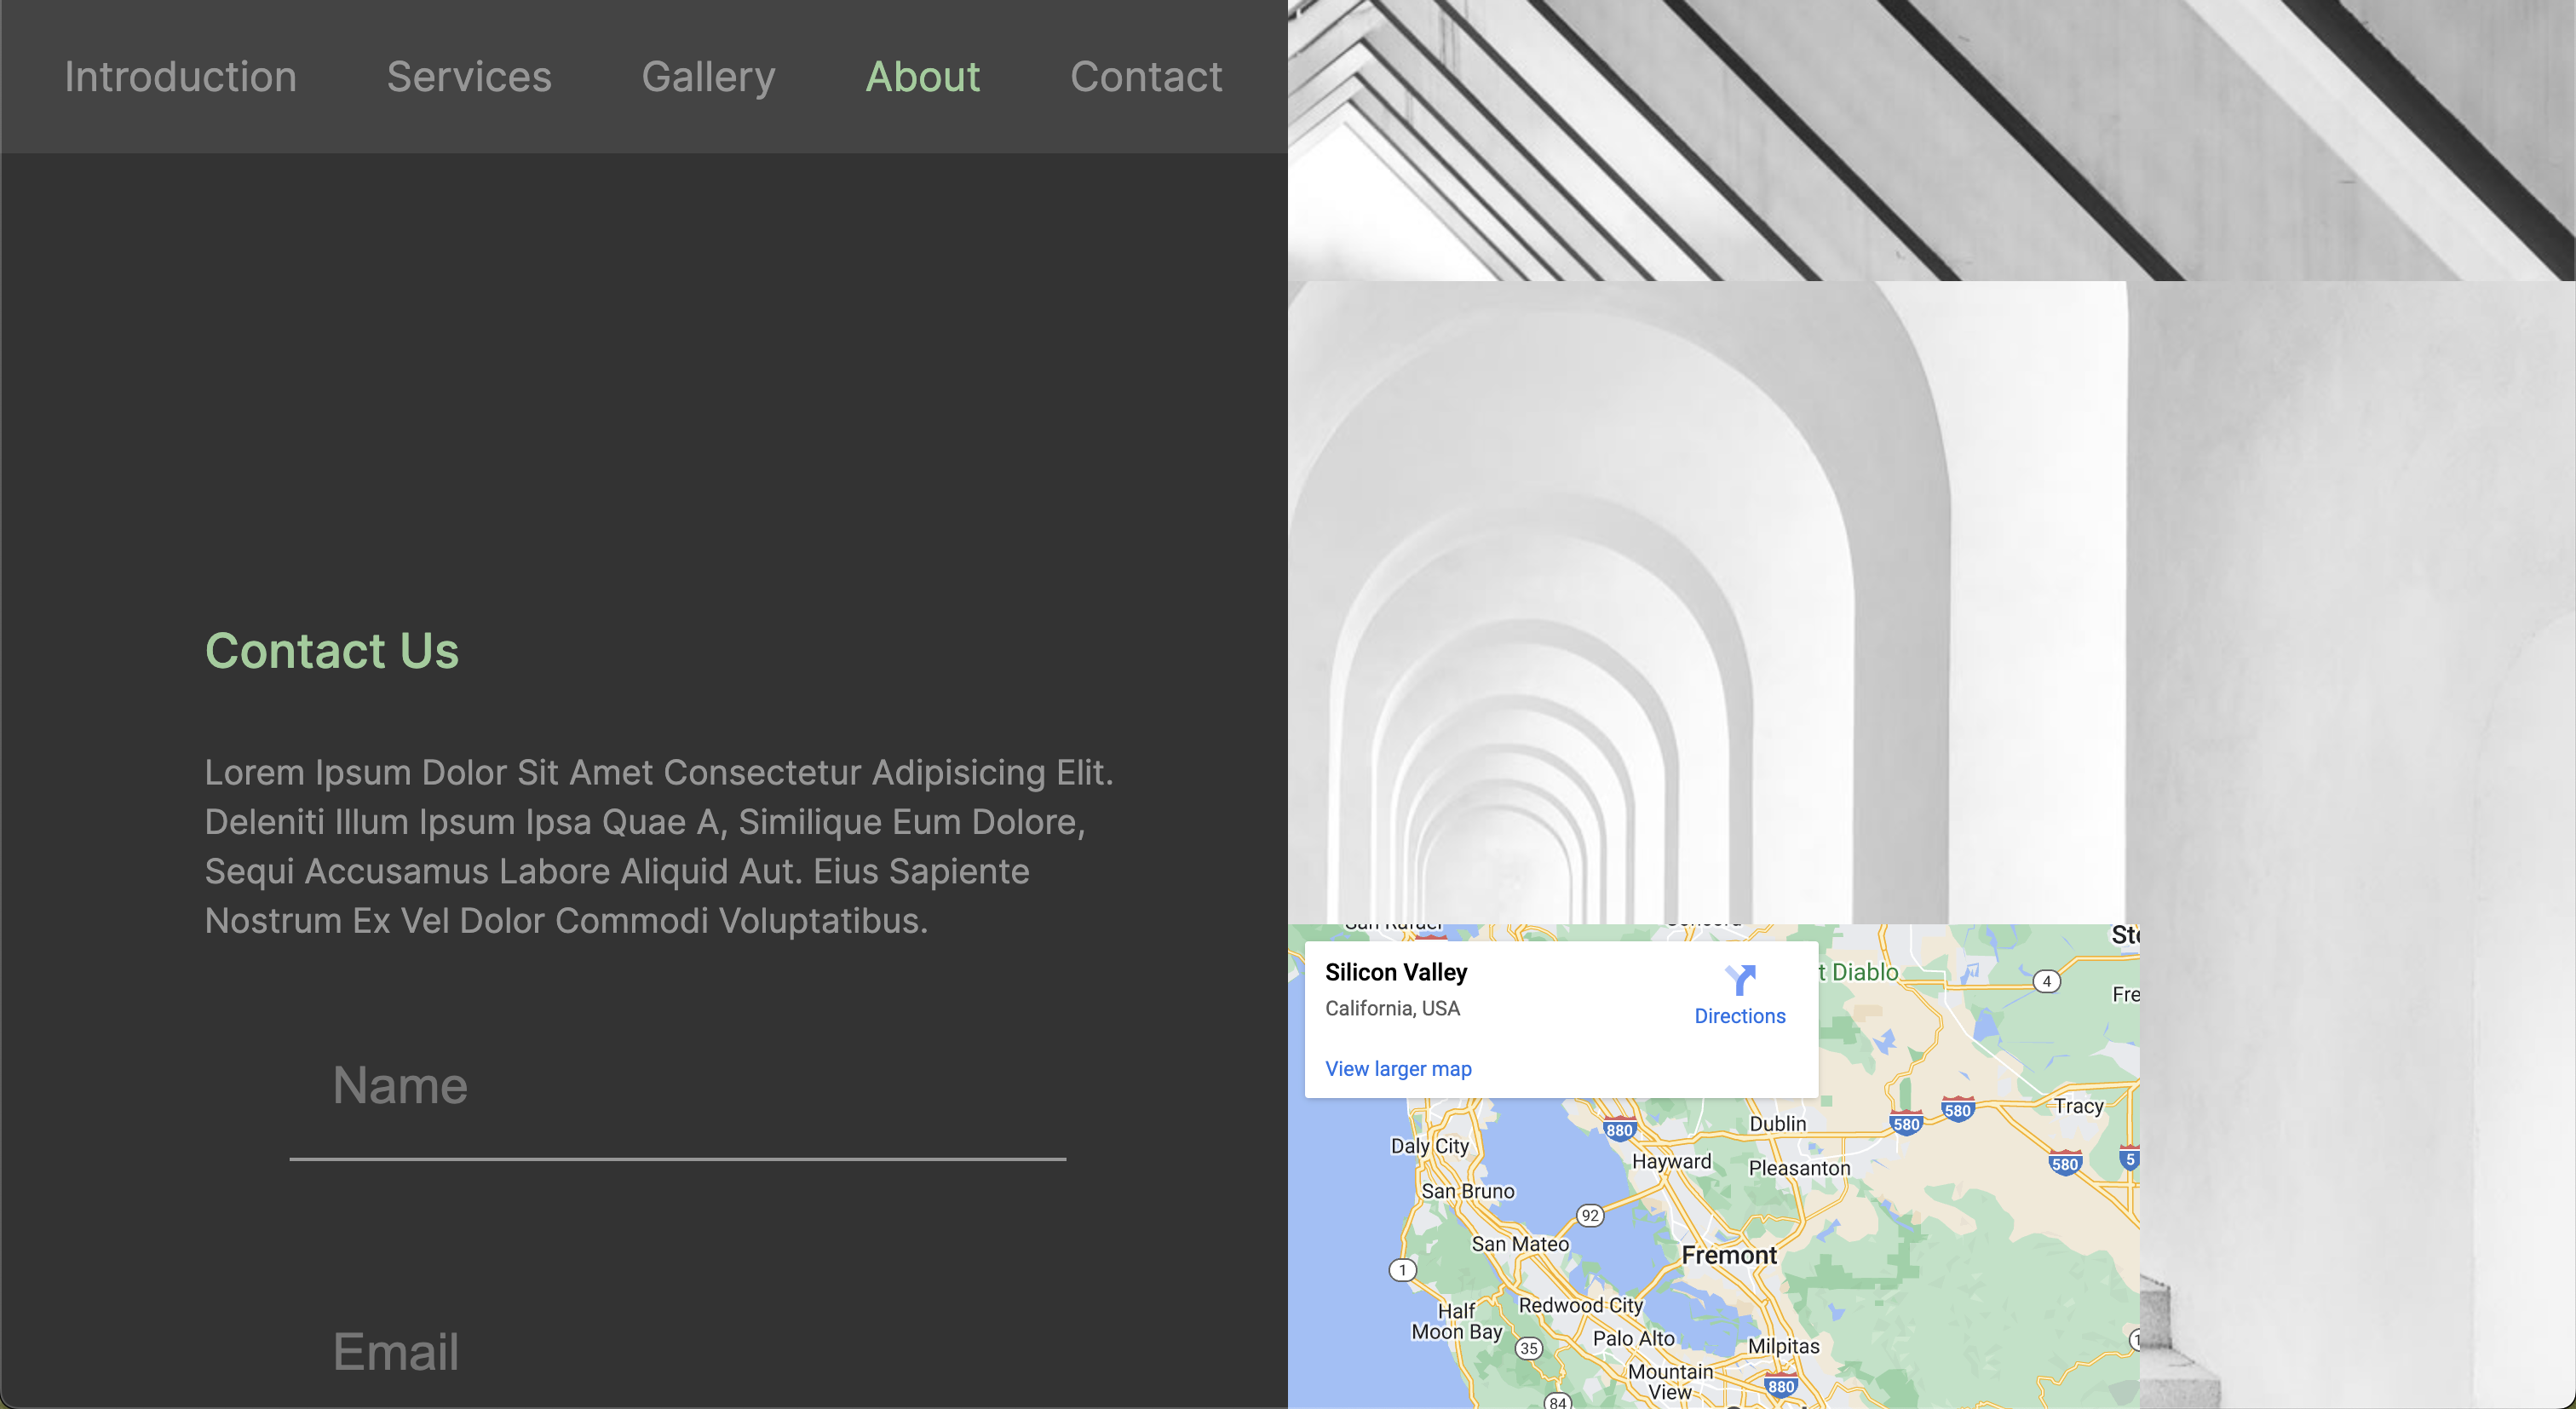 Introduction Services Gallery About Contact
Contact Us
Lorem Ipsum Dolor Sit Amet Consectetur Adipisicing Elit.
Deleniti Illum Ipsum Ipsa Quae A, Similique Eum Dolore,
Sequi Accusamus Labore Aliquid Aut. Eius Sapiente
Nostrum Ex Vel Dolor Commodi Voluptatibus.
Name
Email
Silicon Valley
California, USA
Directions
View larger map
t Diablo
4
Fre
Tracy
580
580
580
5
880
Dublin
Daly City
Hayward
Pleasanton
San Bruno
92
San Mateo
Fremont
1
Half
Moon Bay
Redwood City
35
Palo Alto
Milpitas
Mountain
View
880
84